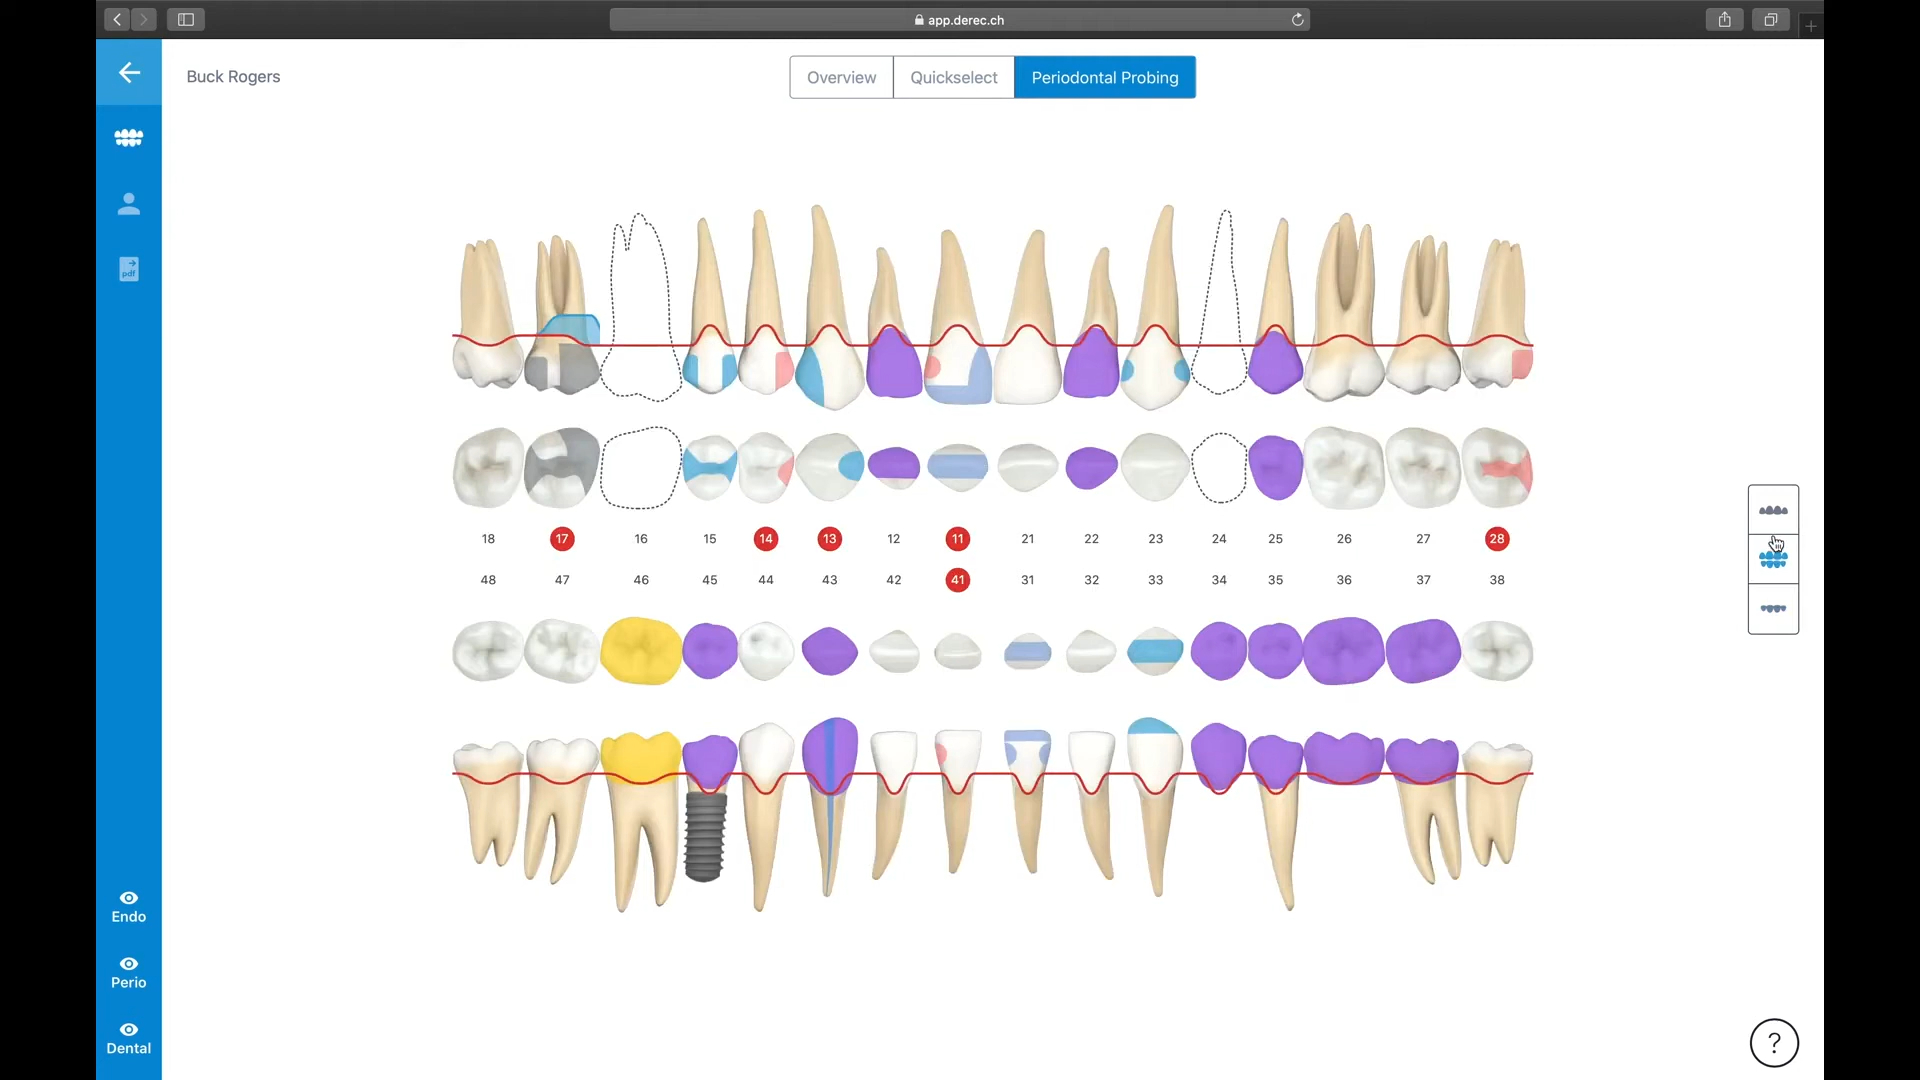 app.derec.ch
Buck Rogers
Overview
Quickselect
Periodontal Probing
pdf
18 17 16 15 14 13 12 11 21 22 23 24 25 26 27 28
48 47 46 45 44 43 42 41 31 32 33 34 35 36 37 38
Endo
Perio
Dental
?